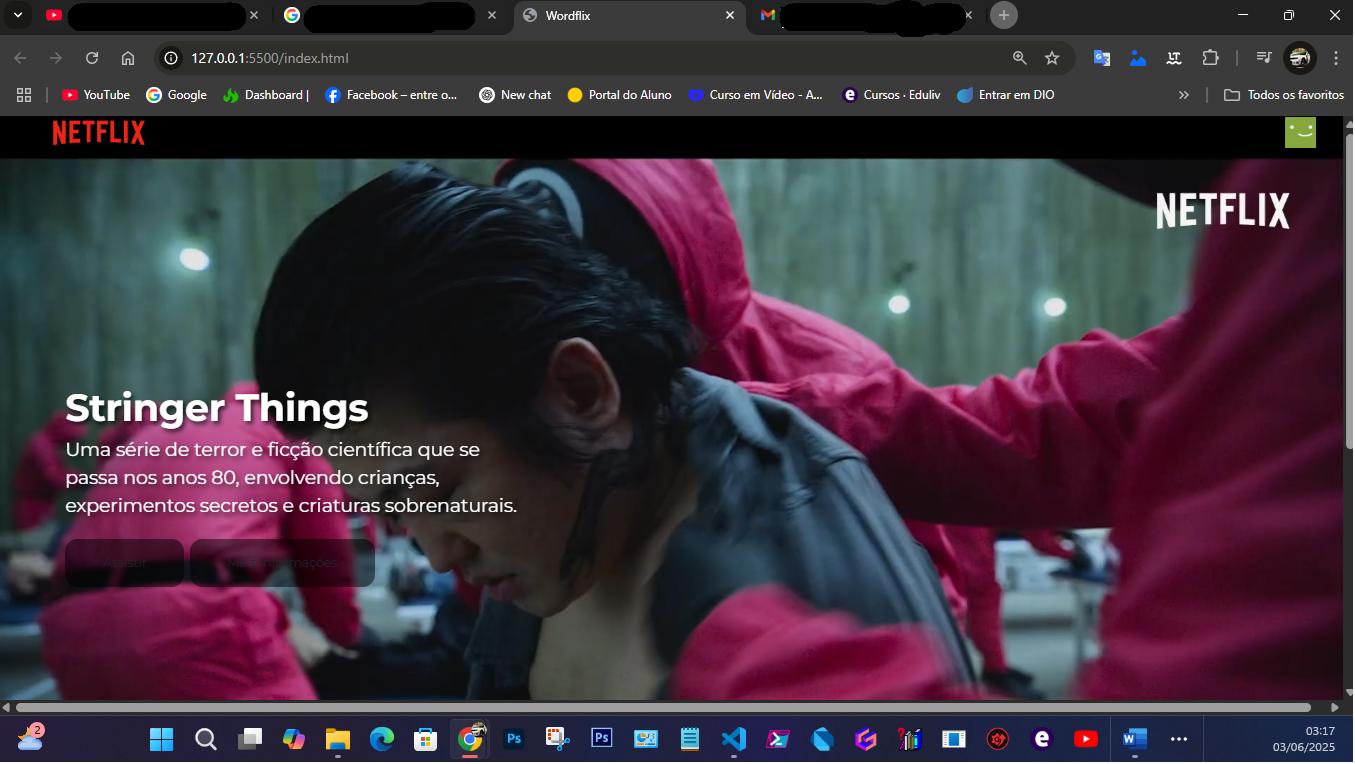 Wordflix
127.0.0.1:5500/index.html
YouTube
Google
Dashboard |
Facebook – entre o...
New chat
Portal do Aluno
Curso em Vídeo - A...
Cursos · Eduliv
Entrar em DIO
»
Todos os favoritos
NETFLIX
NETFLIX
Stringer Things
Uma série de terror e ficção científica que se
passa nos anos 80, envolvendo crianças,
experimentos secretos e criaturas sobrenaturais.
Assistir
Mais informações
2
Ps
Ps
W
03:17
03/06/2025